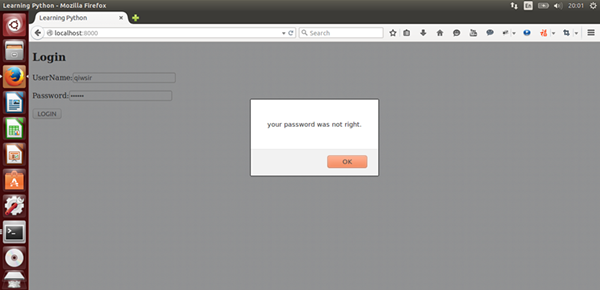 Learning Python - Mozilla Firefox
En
20:01
Learning Python
localhost:8000
Search
Login
UserName: qiwsir
Password: ••••••
LOGIN
your password was not right.
OK